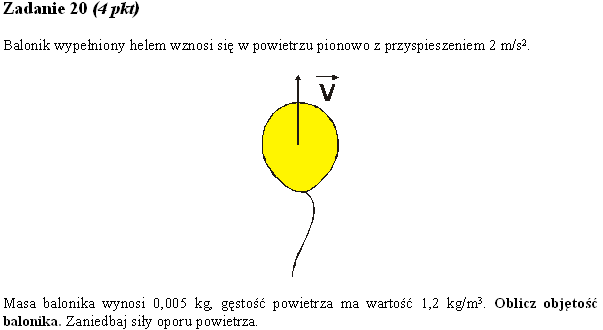 Zadanie 20 (4 pkt)
Balonik wypełniony helem wznosi się w powietrzu pionowo z przyspieszeniem 2 m/s².
V
Masa balonika wynosi 0,005 kg, gęstość powietrza ma wartość 1,2 kg/m³. Oblicz objętość
balonika. Zaniedbaj siły oporu powietrza.